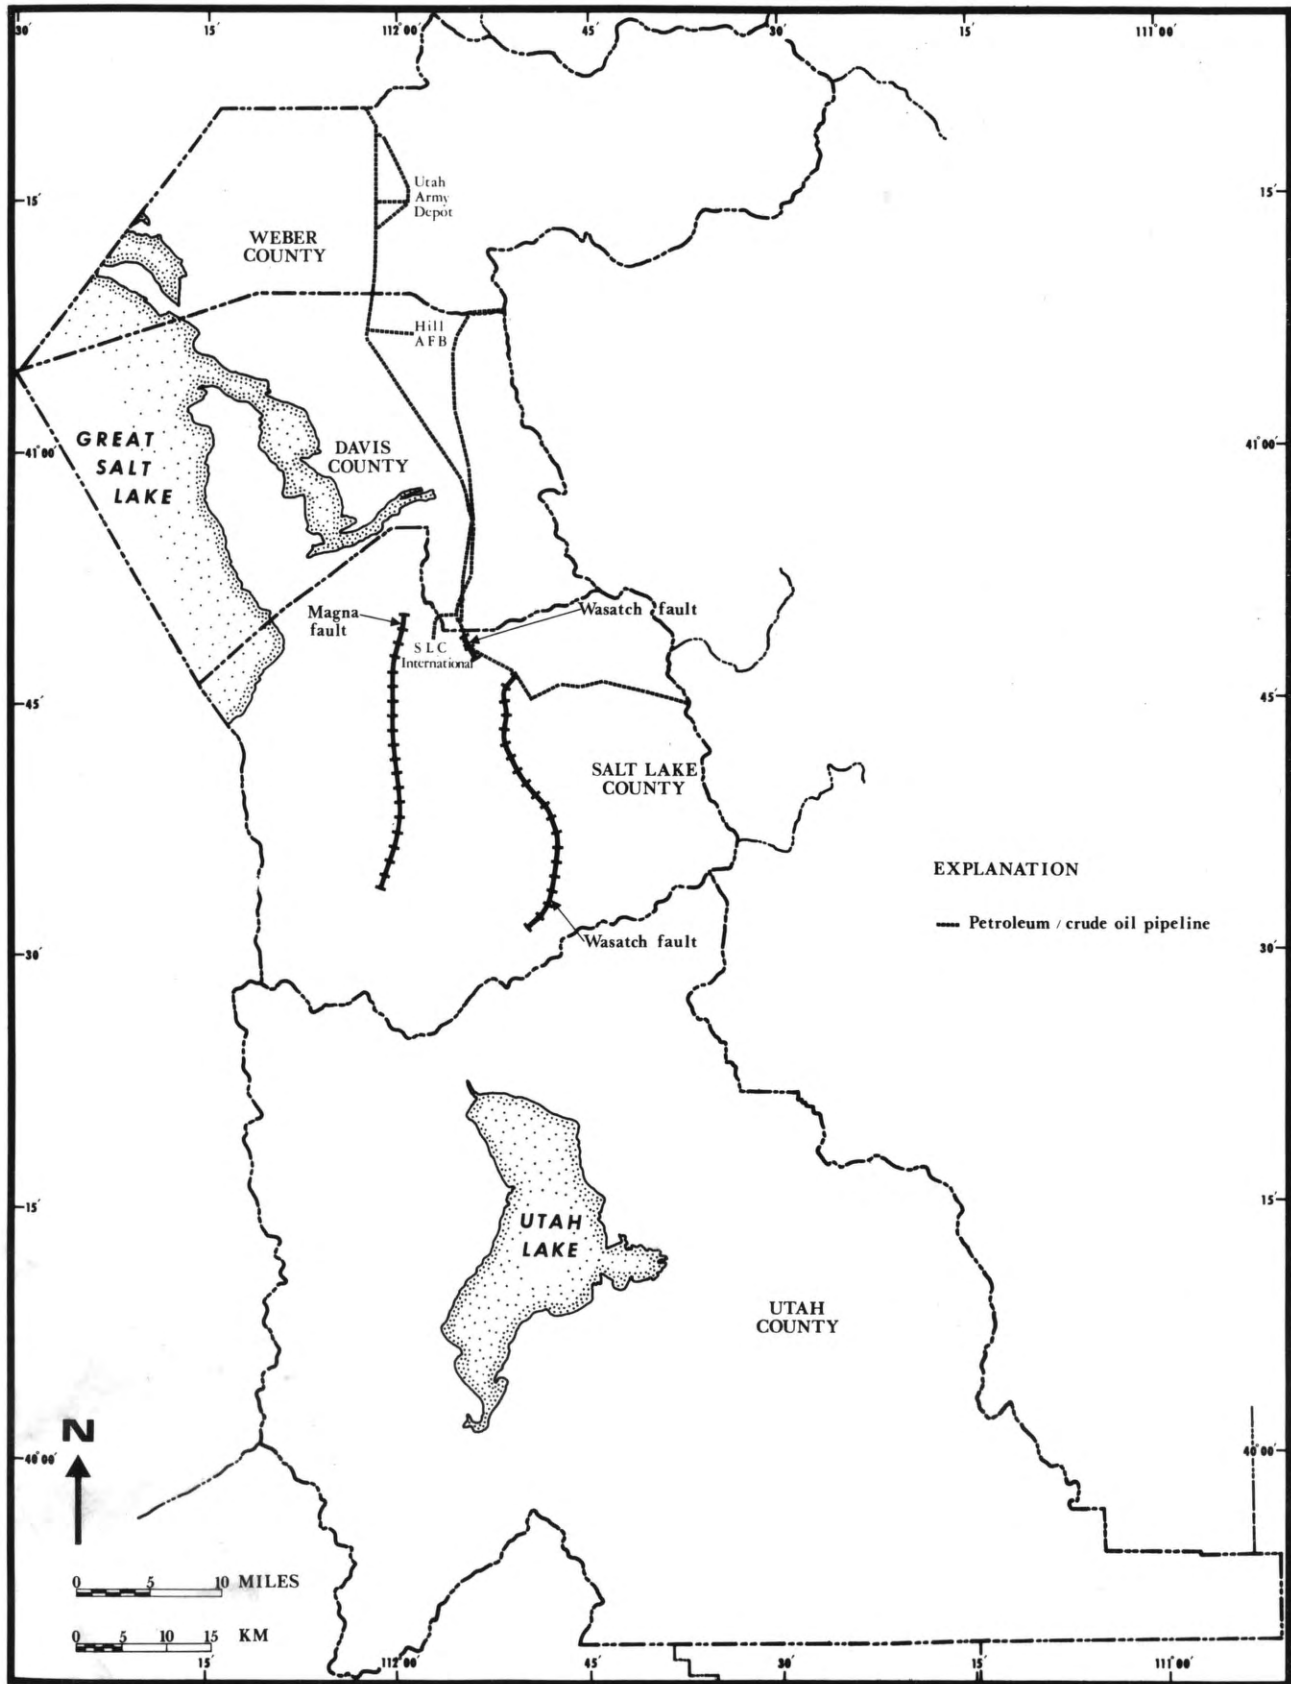 30'
15'
112°00'
45'
30'
15'
111°00'
15'
15'
Utah
Army
Depot
WEBER
COUNTY
Hill
AFB
GREAT
SALT
LAKE
DAVIS
COUNTY
41°00'
41°00'
Magna
fault
Wasatch fault
SLC
International
45'
45'
SALT LAKE
COUNTY
EXPLANATION
Petroleum / crude oil pipeline
Wasatch fault
30'
30'
15'
15'
UTAH
LAKE
UTAH
COUNTY
N
40°00'
40°00'
0 5 10 MILES
0 5 10 15 KM
15'
112°00'
45'
30'
15'
111°00'